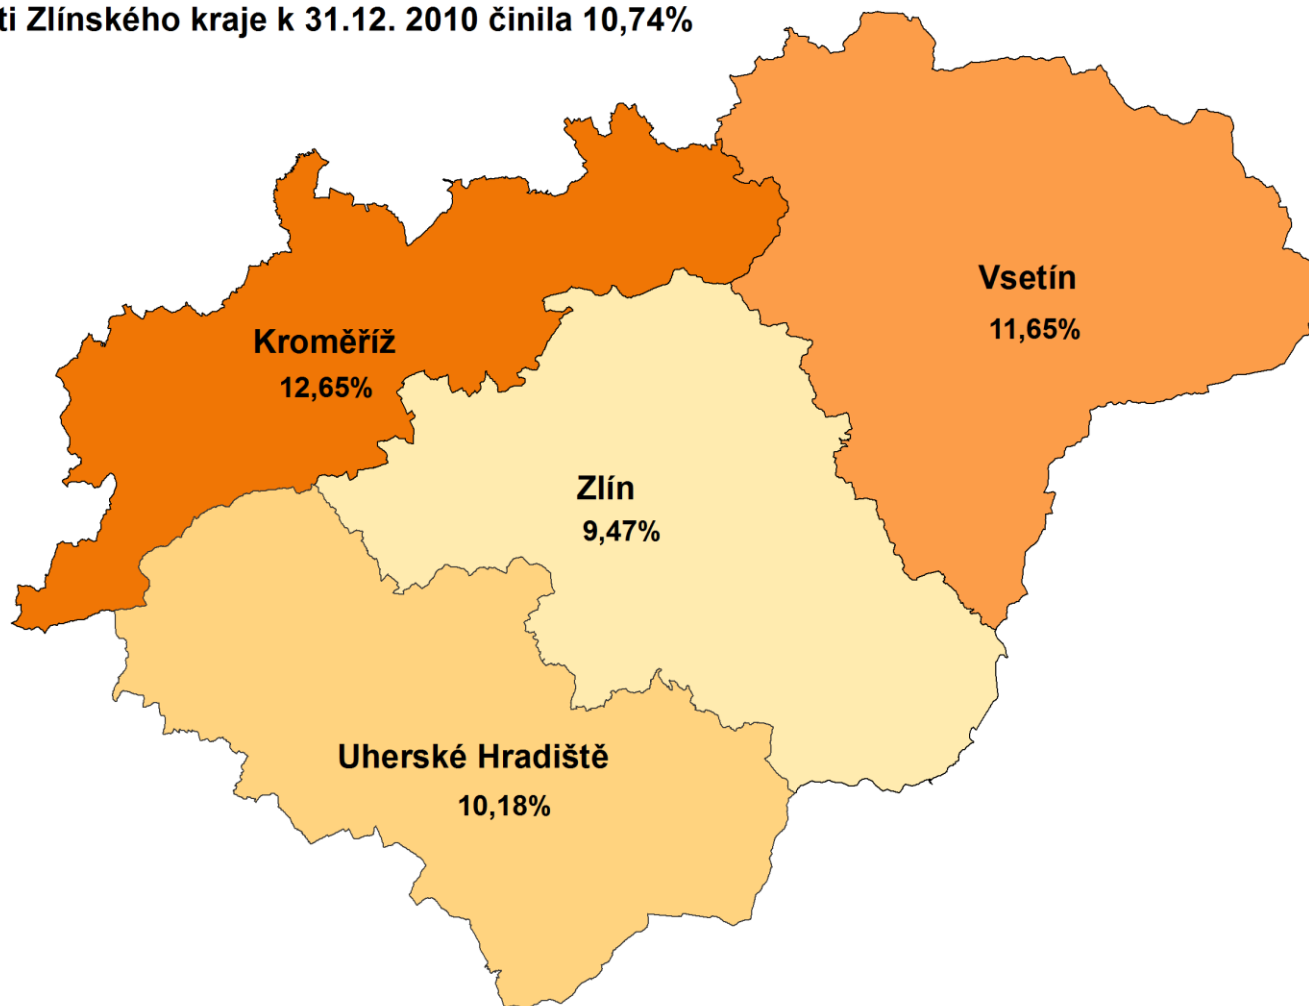 ti Zlínského kraje k 31.12. 2010 činila 10,74%
Vsetín
11,65%
Kroměříž
12,65%
Zlín
9,47%
Uherské Hradiště
10,18%